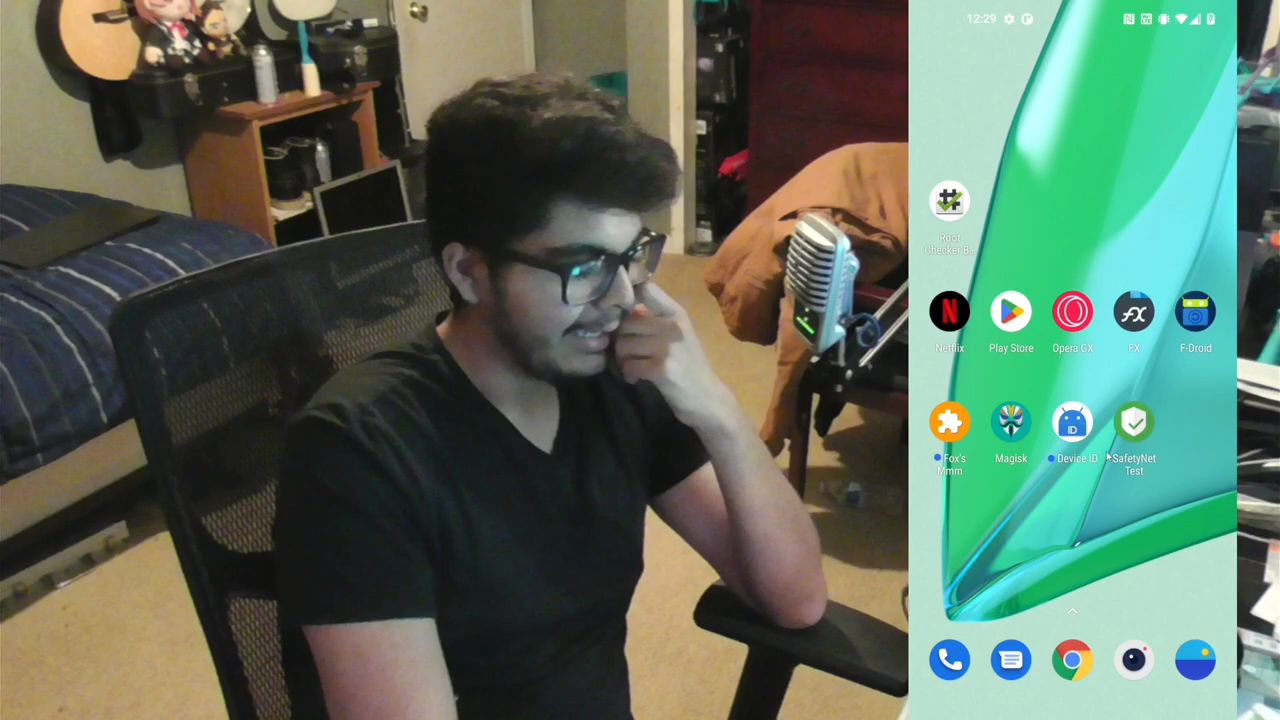 12:29
Root
Checker B..
Netflix
Play Store
Opera GX
FX
F-Droid
Fox's
Mmm
Magisk
Device ID
SafetyNet
Test